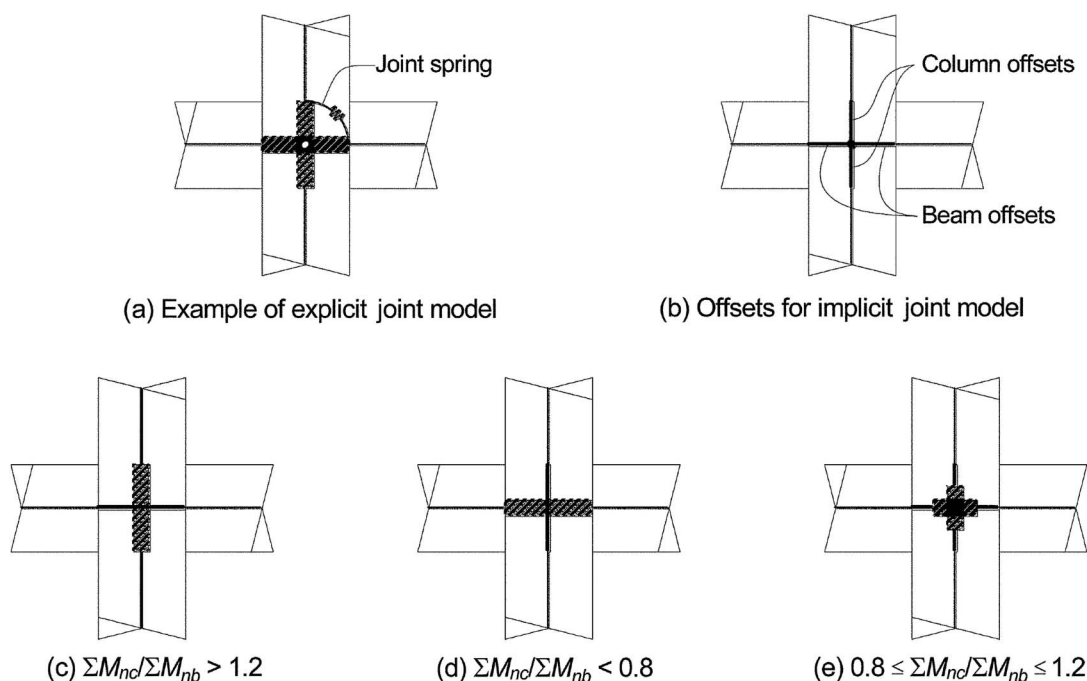 Joint spring
Column offsets
Beam offsets
(a) Example of explicit joint model
(b) Offsets for implicit joint model
(c) ΣMnc/ΣMnb > 1.2
(d) ΣMnc/ΣMnb < 0.8
(e) 0.8 ≤ ΣMnc/ΣMnb ≤ 1.2